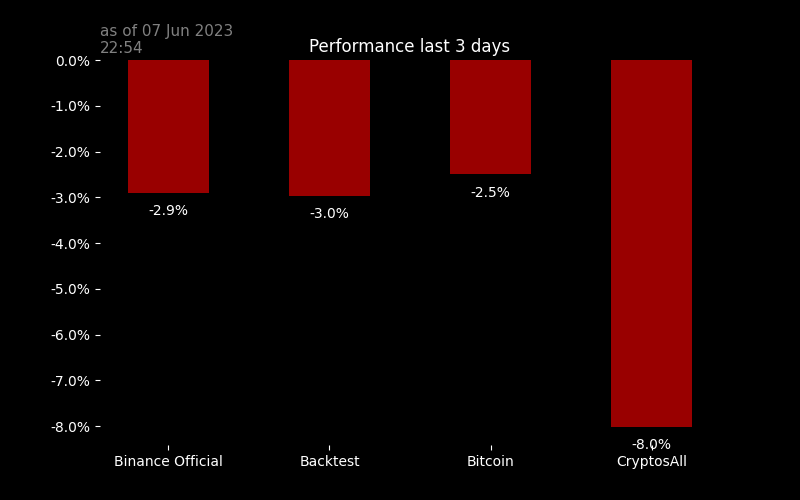 as of 07 Jun 2023
22:54
Performance last 3 days
0.0%
-1.0%
-2.0%
-3.0%
-4.0%
-5.0%
-6.0%
-7.0%
-8.0%
-2.9%
-3.0%
-2.5%
-8.0%
Binance Official
Backtest
Bitcoin
CryptosAll